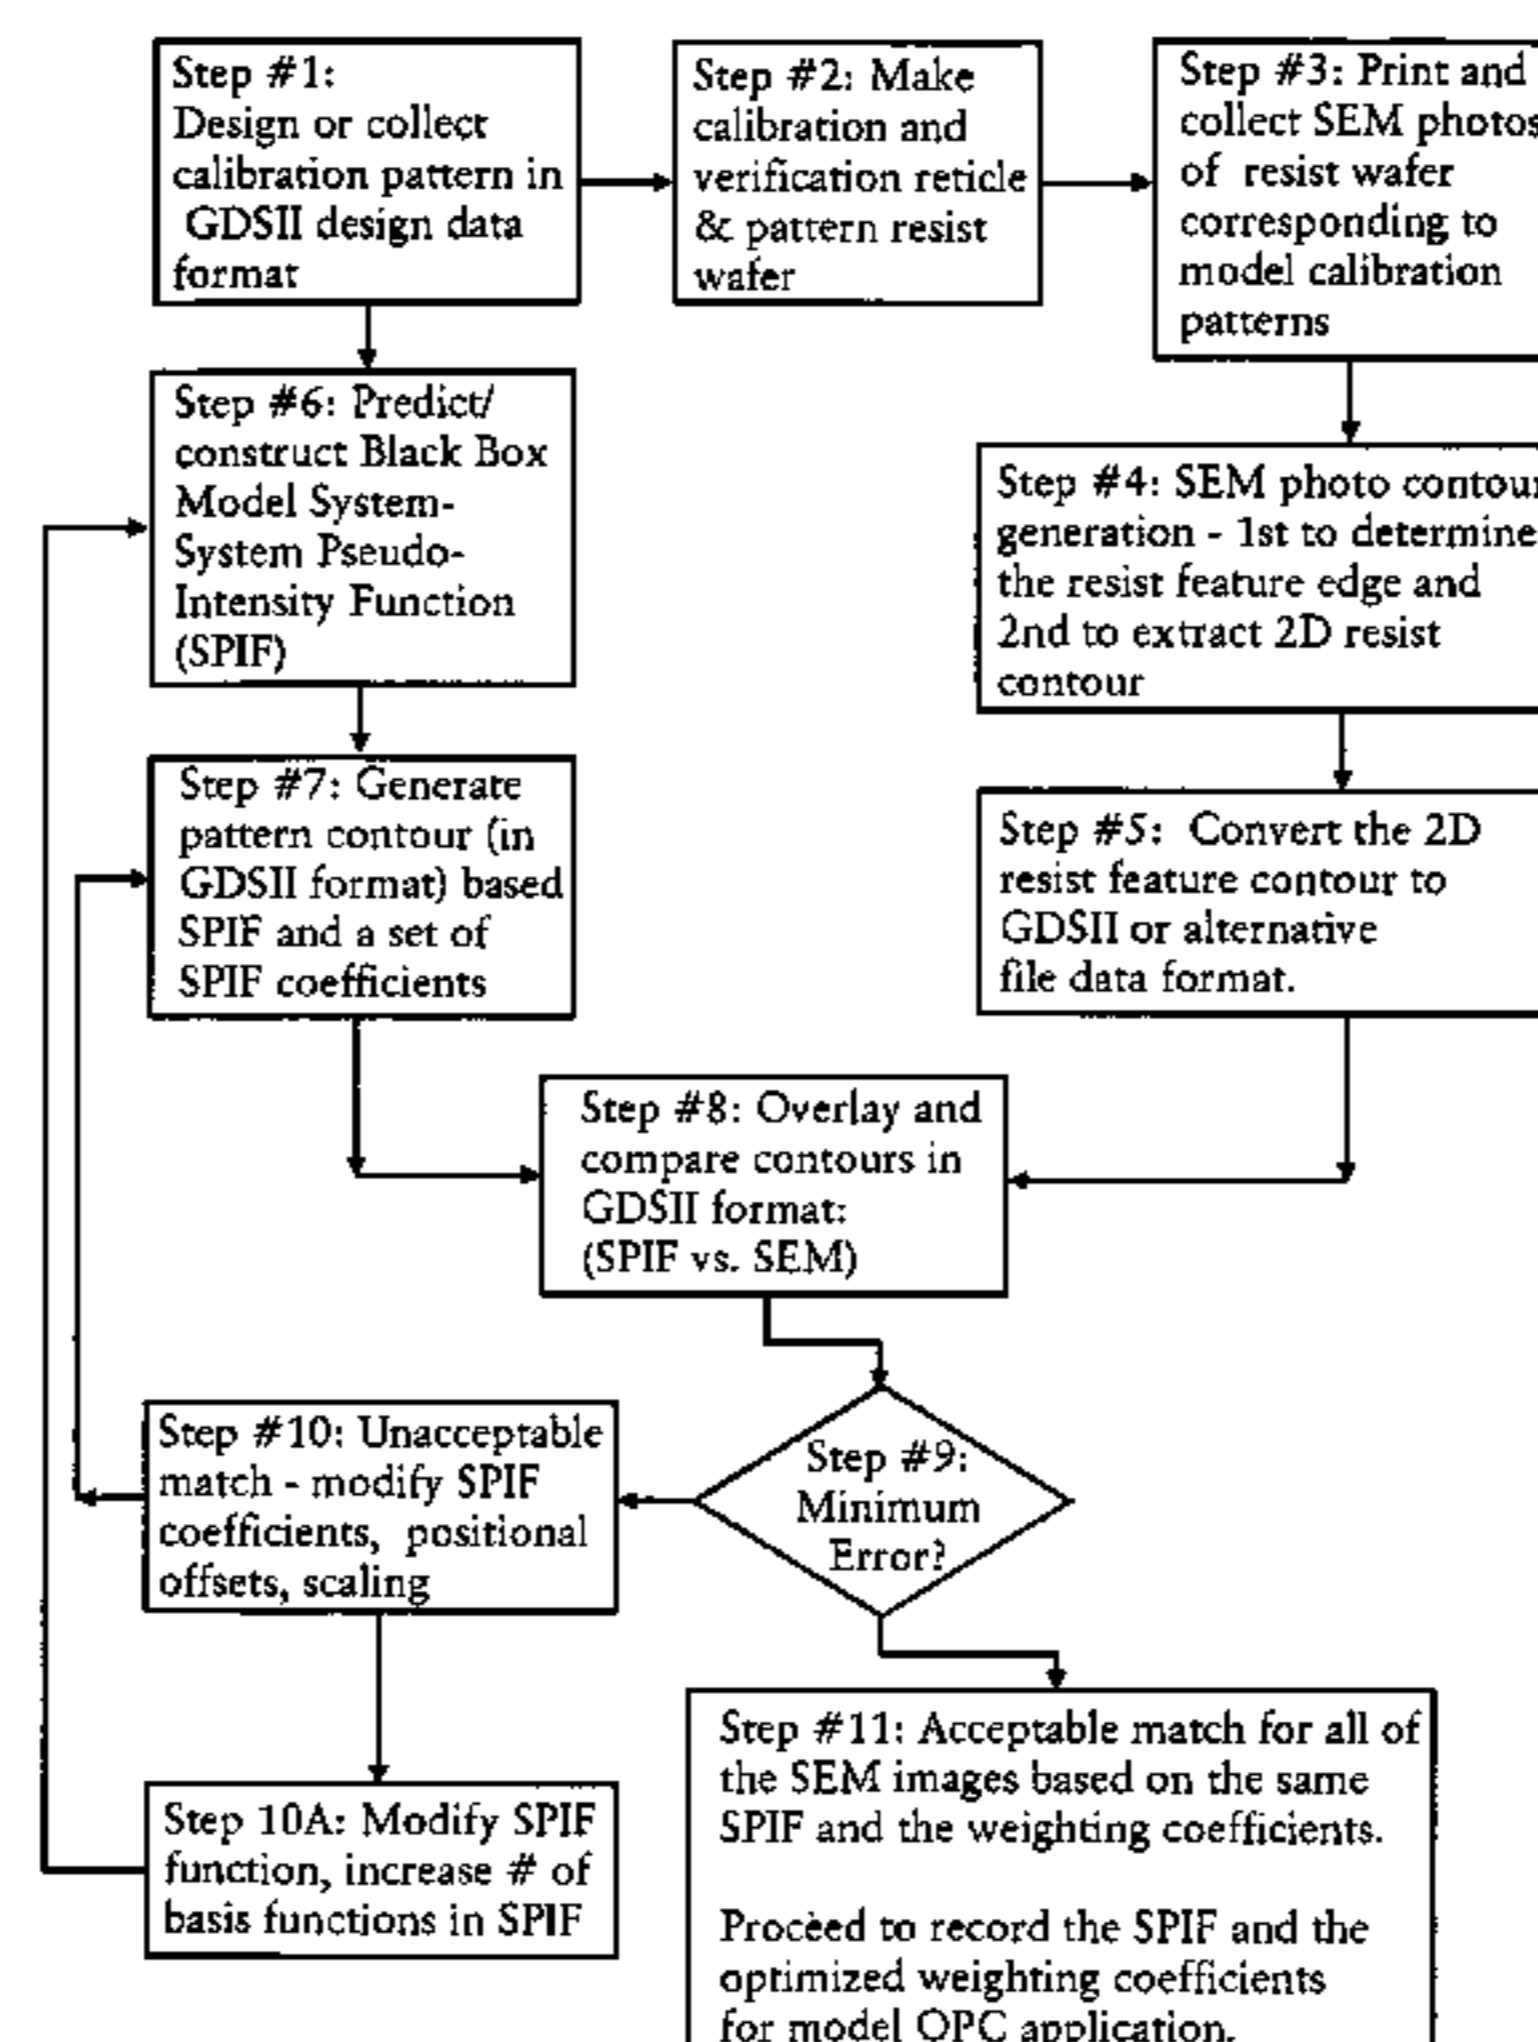 Step #1:
Design or collect
calibration pattern in
GDSII design data
format
Step #2: Make
calibration and
verification reticle
& pattern resist
wafer
Step #3: Print and
collect SEM photos
of resist wafer
corresponding to
model calibration
patterns
Step #4: SEM photo contour
generation - 1st to determine
the resist feature edge and
2nd to extract 2D resist
contour
Step #5: Convert the 2D
resist feature contour to
GDSII or alternative
file data format.
Step #6: Predict/
construct Black Box
Model System-
System Pseudo-
Intensity Function
(SPIF)
Step #7: Generate
pattern contour (in
GDSII format) based
SPIF and a set of
SPIF coefficients
Step #8: Overlay and
compare contours in
GDSII format:
(SPIF vs. SEM)
Step #9:
Minimum
Error?
Step #10: Unacceptable
match - modify SPIF
coefficients, positional
offsets, scaling
Step 10A: Modify SPIF
function, increase # of
basis functions in SPIF
Step #11: Acceptable match for all of
the SEM images based on the same
SPIF and the weighting coefficients.
Proceed to record the SPIF and the
optimized weighting coefficients
for model OPC application.